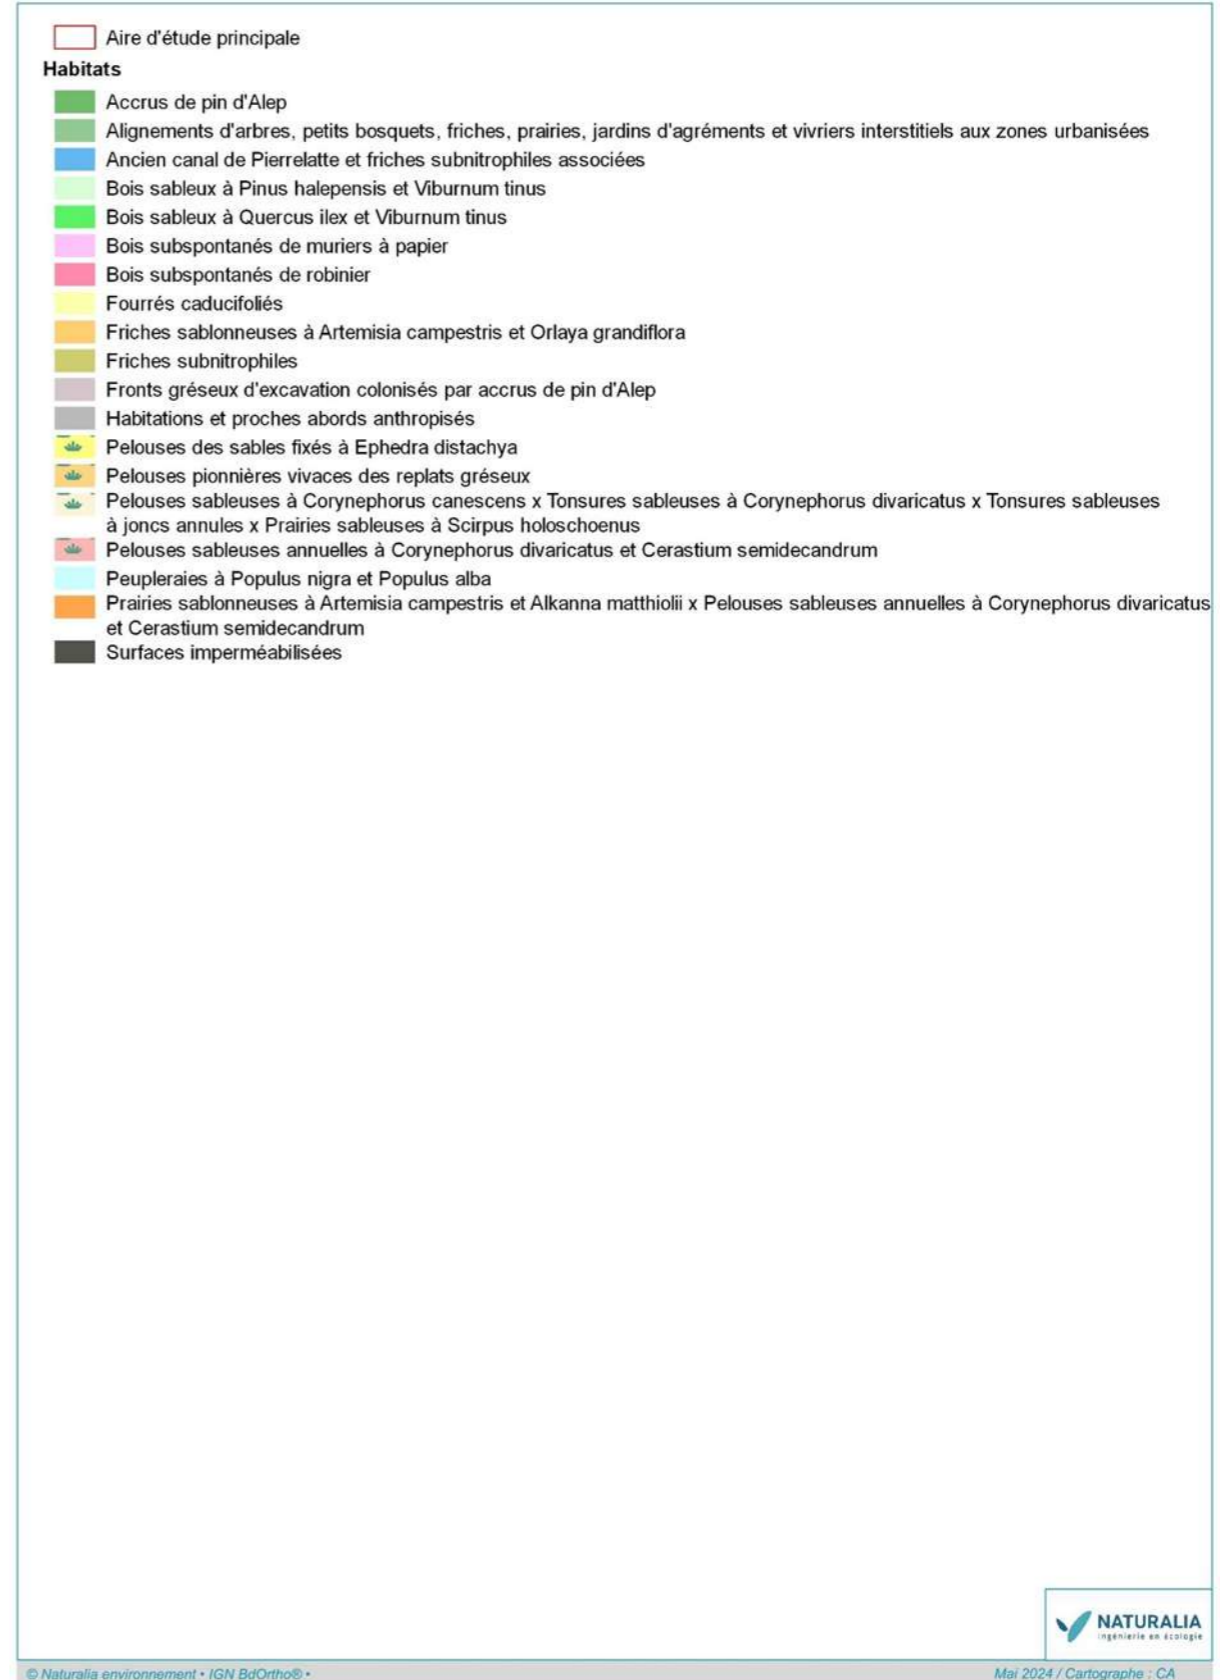 Aire d'étude principale
Habitats
Accrus de pin d'Alep
Alignements d'arbres, petits bosquets, friches, prairies, jardins d'agréments et vivriers interstitiels aux zones urbanisées
Ancien canal de Pierrelatte et friches subnitrophiles associées
Bois sableux à Pinus halepensis et Viburnum tinus
Bois sableux à Quercus ilex et Viburnum tinus
Bois subspontanés de muriers à papier
Bois subspontanés de robinier
Fourrés caducifoliés
Friches sablonneuses à Artemisia campestris et Orlaya grandiflora
Friches subnitrophiles
Fronts gréseux d'excavation colonisés par accrus de pin d'Alep
Habitations et proches abords anthropisés
Pelouses des sables fixés à Ephedra distachya
Pelouses pionnières vivaces des replats gréseux
Pelouses sableuses à Corynephorus canescens x Tonsures sableuses à Corynephorus divaricatus x Tonsures sableuses
à joncs annules x Prairies sableuses à Scirpus holoschoenus
Pelouses sableuses annuelles à Corynephorus divaricatus et Cerastium semidecandrum
Peupleraies à Populus nigra et Populus alba
Prairies sablonneuses à Artemisia campestris et Alkanna matthiolii x Pelouses sableuses annuelles à Corynephorus divaricatus
et Cerastium semidecandrum
Surfaces imperméabilisées
NATURALIA
Ingénierie en écologie
© Naturalia environnement • IGN BdOrtho® •
Mai 2024 / Cartographe : CA